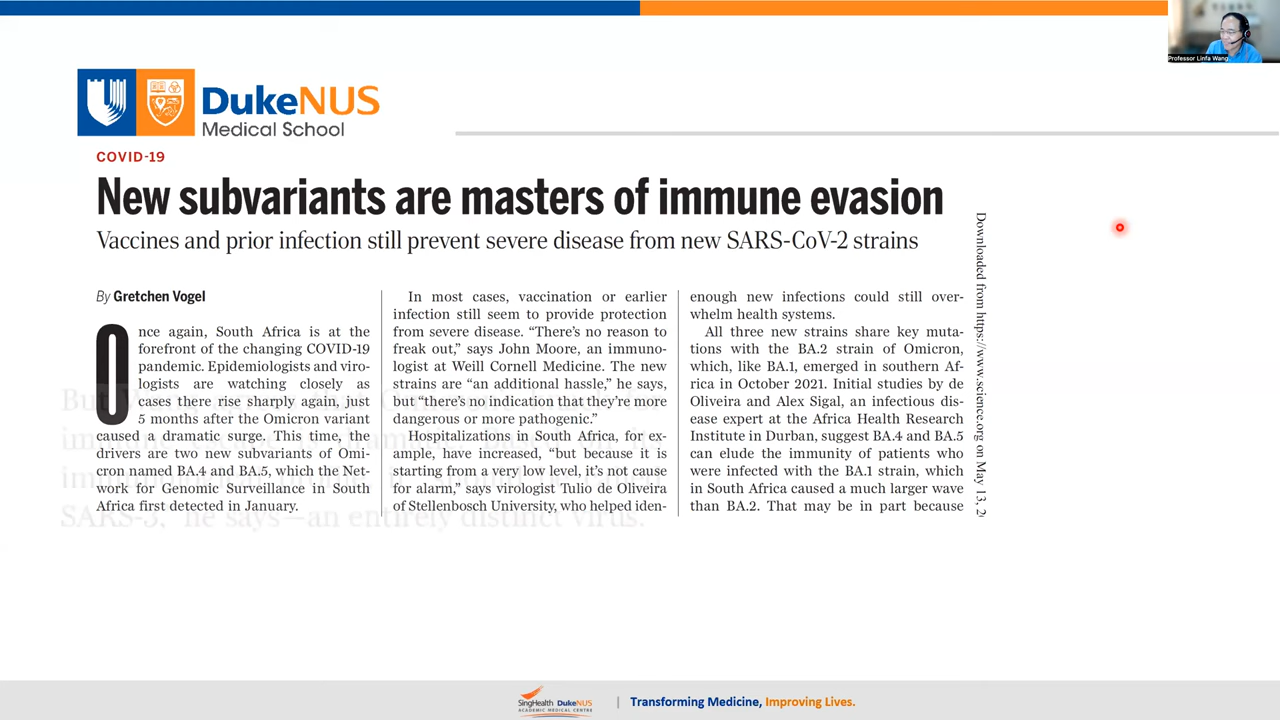 Professor Linfa Wang
DukeNUS
Medical School
COVID-19
New subvariants are masters of immune evasion
Vaccines and prior infection still prevent severe disease from new SARS-CoV-2 strains
By Gretchen Vogel
Once again, South Africa is at the
forefront of the changing COVID-19
pandemic. Epidemiologists and viro-
logists are watching closely as
cases there rise sharply again, just
5 months after the Omicron variant
caused a dramatic surge. This time, the
drivers are two new subvariants of Omi-
cron named BA.4 and BA.5, which the Net-
work for Genomic Surveillance in South
Africa first detected in January.
In most cases, vaccination or earlier
infection still seem to provide protection
from severe disease. “There’s no reason to
freak out,” says John Moore, an immuno-
logist at Weill Cornell Medicine. The new
strains are “an additional hassle,” he says,
but “there’s no indication that they’re more
dangerous or more pathogenic.”
Hospitalizations in South Africa, for ex-
ample, have increased, “but because it is
starting from a very low level, it’s not cause
for alarm,” says virologist Tulio de Oliveira
of Stellenbosch University, who helped iden-
enough new infections could still over-
whelm health systems.
All three new strains share key muta-
tions with the BA.2 strain of Omicron,
which, like BA.1, emerged in southern Af-
rica in October 2021. Initial studies by de
Oliveira and Alex Sigal, an infectious dis-
ease expert at the Africa Health Research
Institute in Durban, suggest BA.4 and BA.5
can elude the immunity of patients who
were infected with the BA.1 strain, which
in South Africa caused a much larger wave
than BA.2. That may be in part because
Downloaded from https://www.science.org on May 13, 2
But
SARS-3,” he says—an entirely distinct virus.
SingHealth DukeNUS
ACADEMIC MEDICAL CENTRE
| Transforming Medicine, Improving Lives.